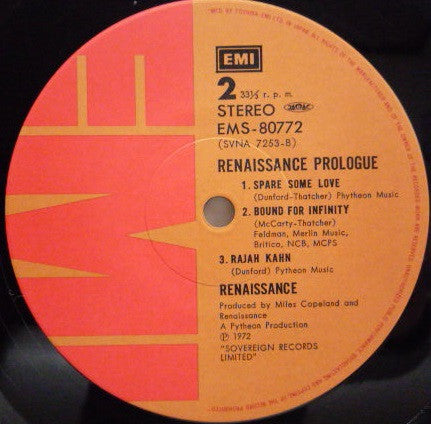 EMI
2 33⅓ r. p. m.
STEREO
EMS-80772
(SVNA 7253-B)
RENAISSANCE PROLOGUE
1. SPARE SOME LOVE
(Dunford-Thatcher) Phytheon Music
2. BOUND FOR INFINITY
(McCarty-Thatcher)
Feldman, Merlin Music,
Britico, NCB, MCPS
3. RAJAH KAHN
(Dunford) Pytheon Music
RENAISSANCE
Produced by Miles Copeland and
Renaissance
A Pytheon Production
Ⓟ 1972
"SOVEREIGN RECORDS
LIMITED"
EMI